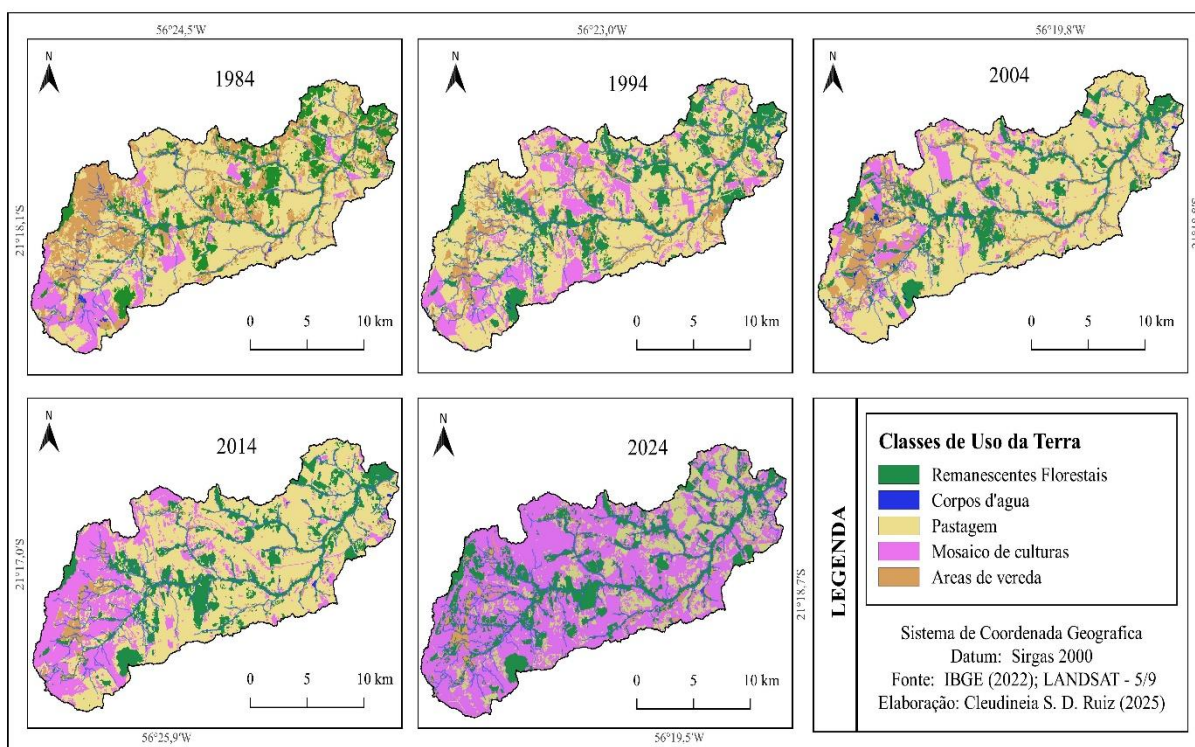 56°24,5'W
56°23,0'W
56°19,8'W
N
1984
0 5 10 km
21°18,1'S
N
1994
0 5 10 km
N
2004
0 5 10 km
N
2014
0 5 10 km
21°17,0'S
56°25,9'W
N
2024
0 5 10 km
21°18.7'S
56°19.5'W
LEGENDA
Classes de Uso da Terra
Remanescentes Florestais
Corpos d'agua
Pastagem
Mosaico de culturas
Areas de vereda
Sistema de Coordenada Geografica
Datum: Sirgas 2000
Fonte: IBGE (2022); LANDSAT - 5/9
Elaboração: Cleudineia S. D. Ruiz (2025)